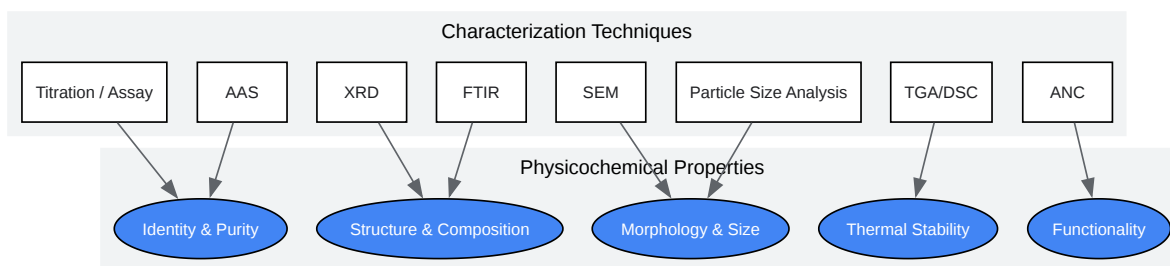 Characterization Techniques
Titration / Assay
AAS
XRD
FTIR
SEM
Particle Size Analysis
TGA/DSC
ANC
Physicochemical Properties
Identity & Purity
Structure & Composition
Morphology & Size
Thermal Stability
Functionality